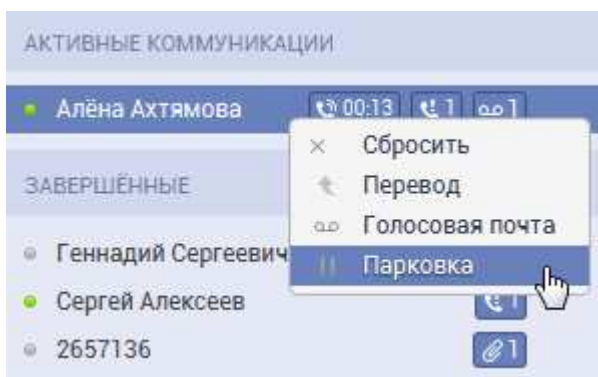 АКТИВНЫЕ КОММУНИКАЦИИ
Алёна Ахтямова 00:13 1 1
Сбросить
ЗАВЕРШЁННЫЕ
Перевод
Голосовая почта
Геннадий Сергеевич
Парковка
Сергей Алексеев 1
2657136 1